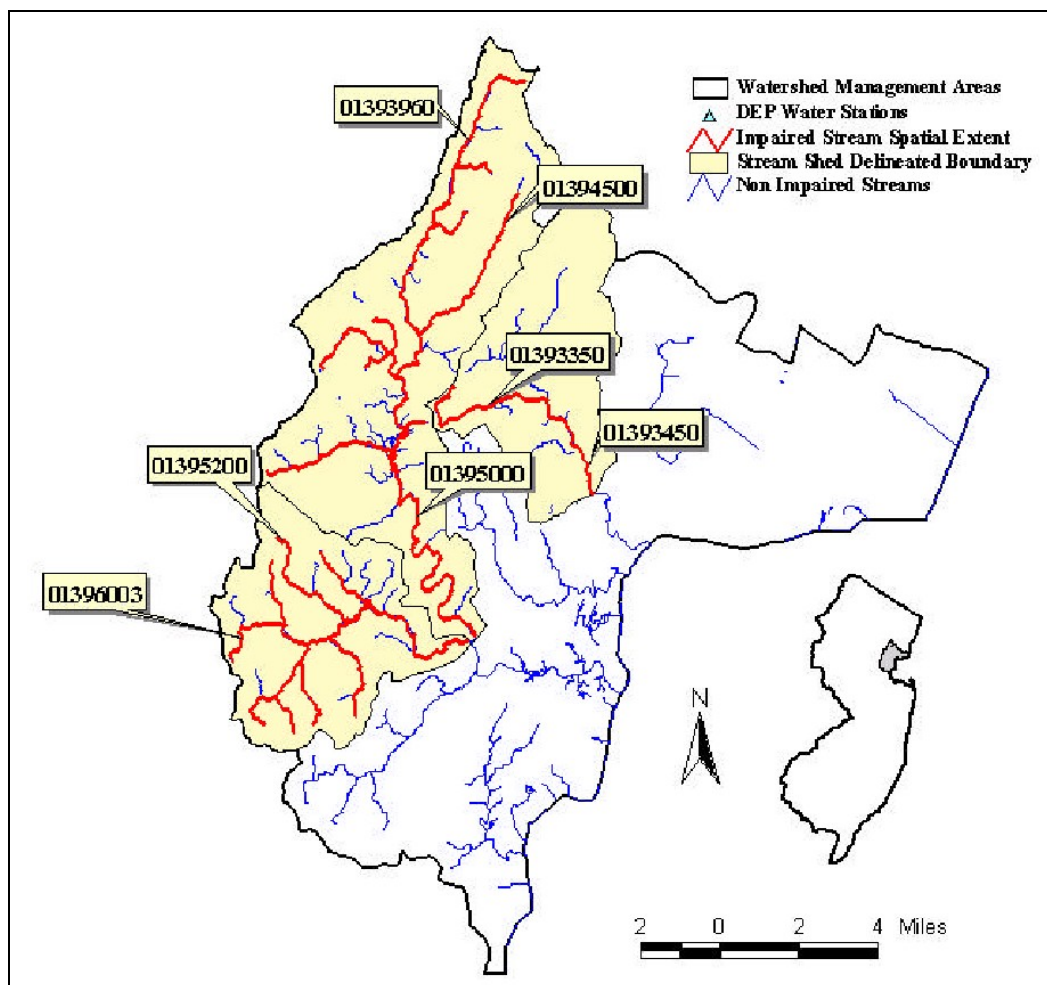 01393960
Watershed Management Areas
DEP Water Stations
Impaired Stream Spatial Extent
Stream Shed Delineated Boundary
Non Impaired Streams
01394500
01393350
01393450
01395200
01395000
01396003
N
2 0 2 4 Miles